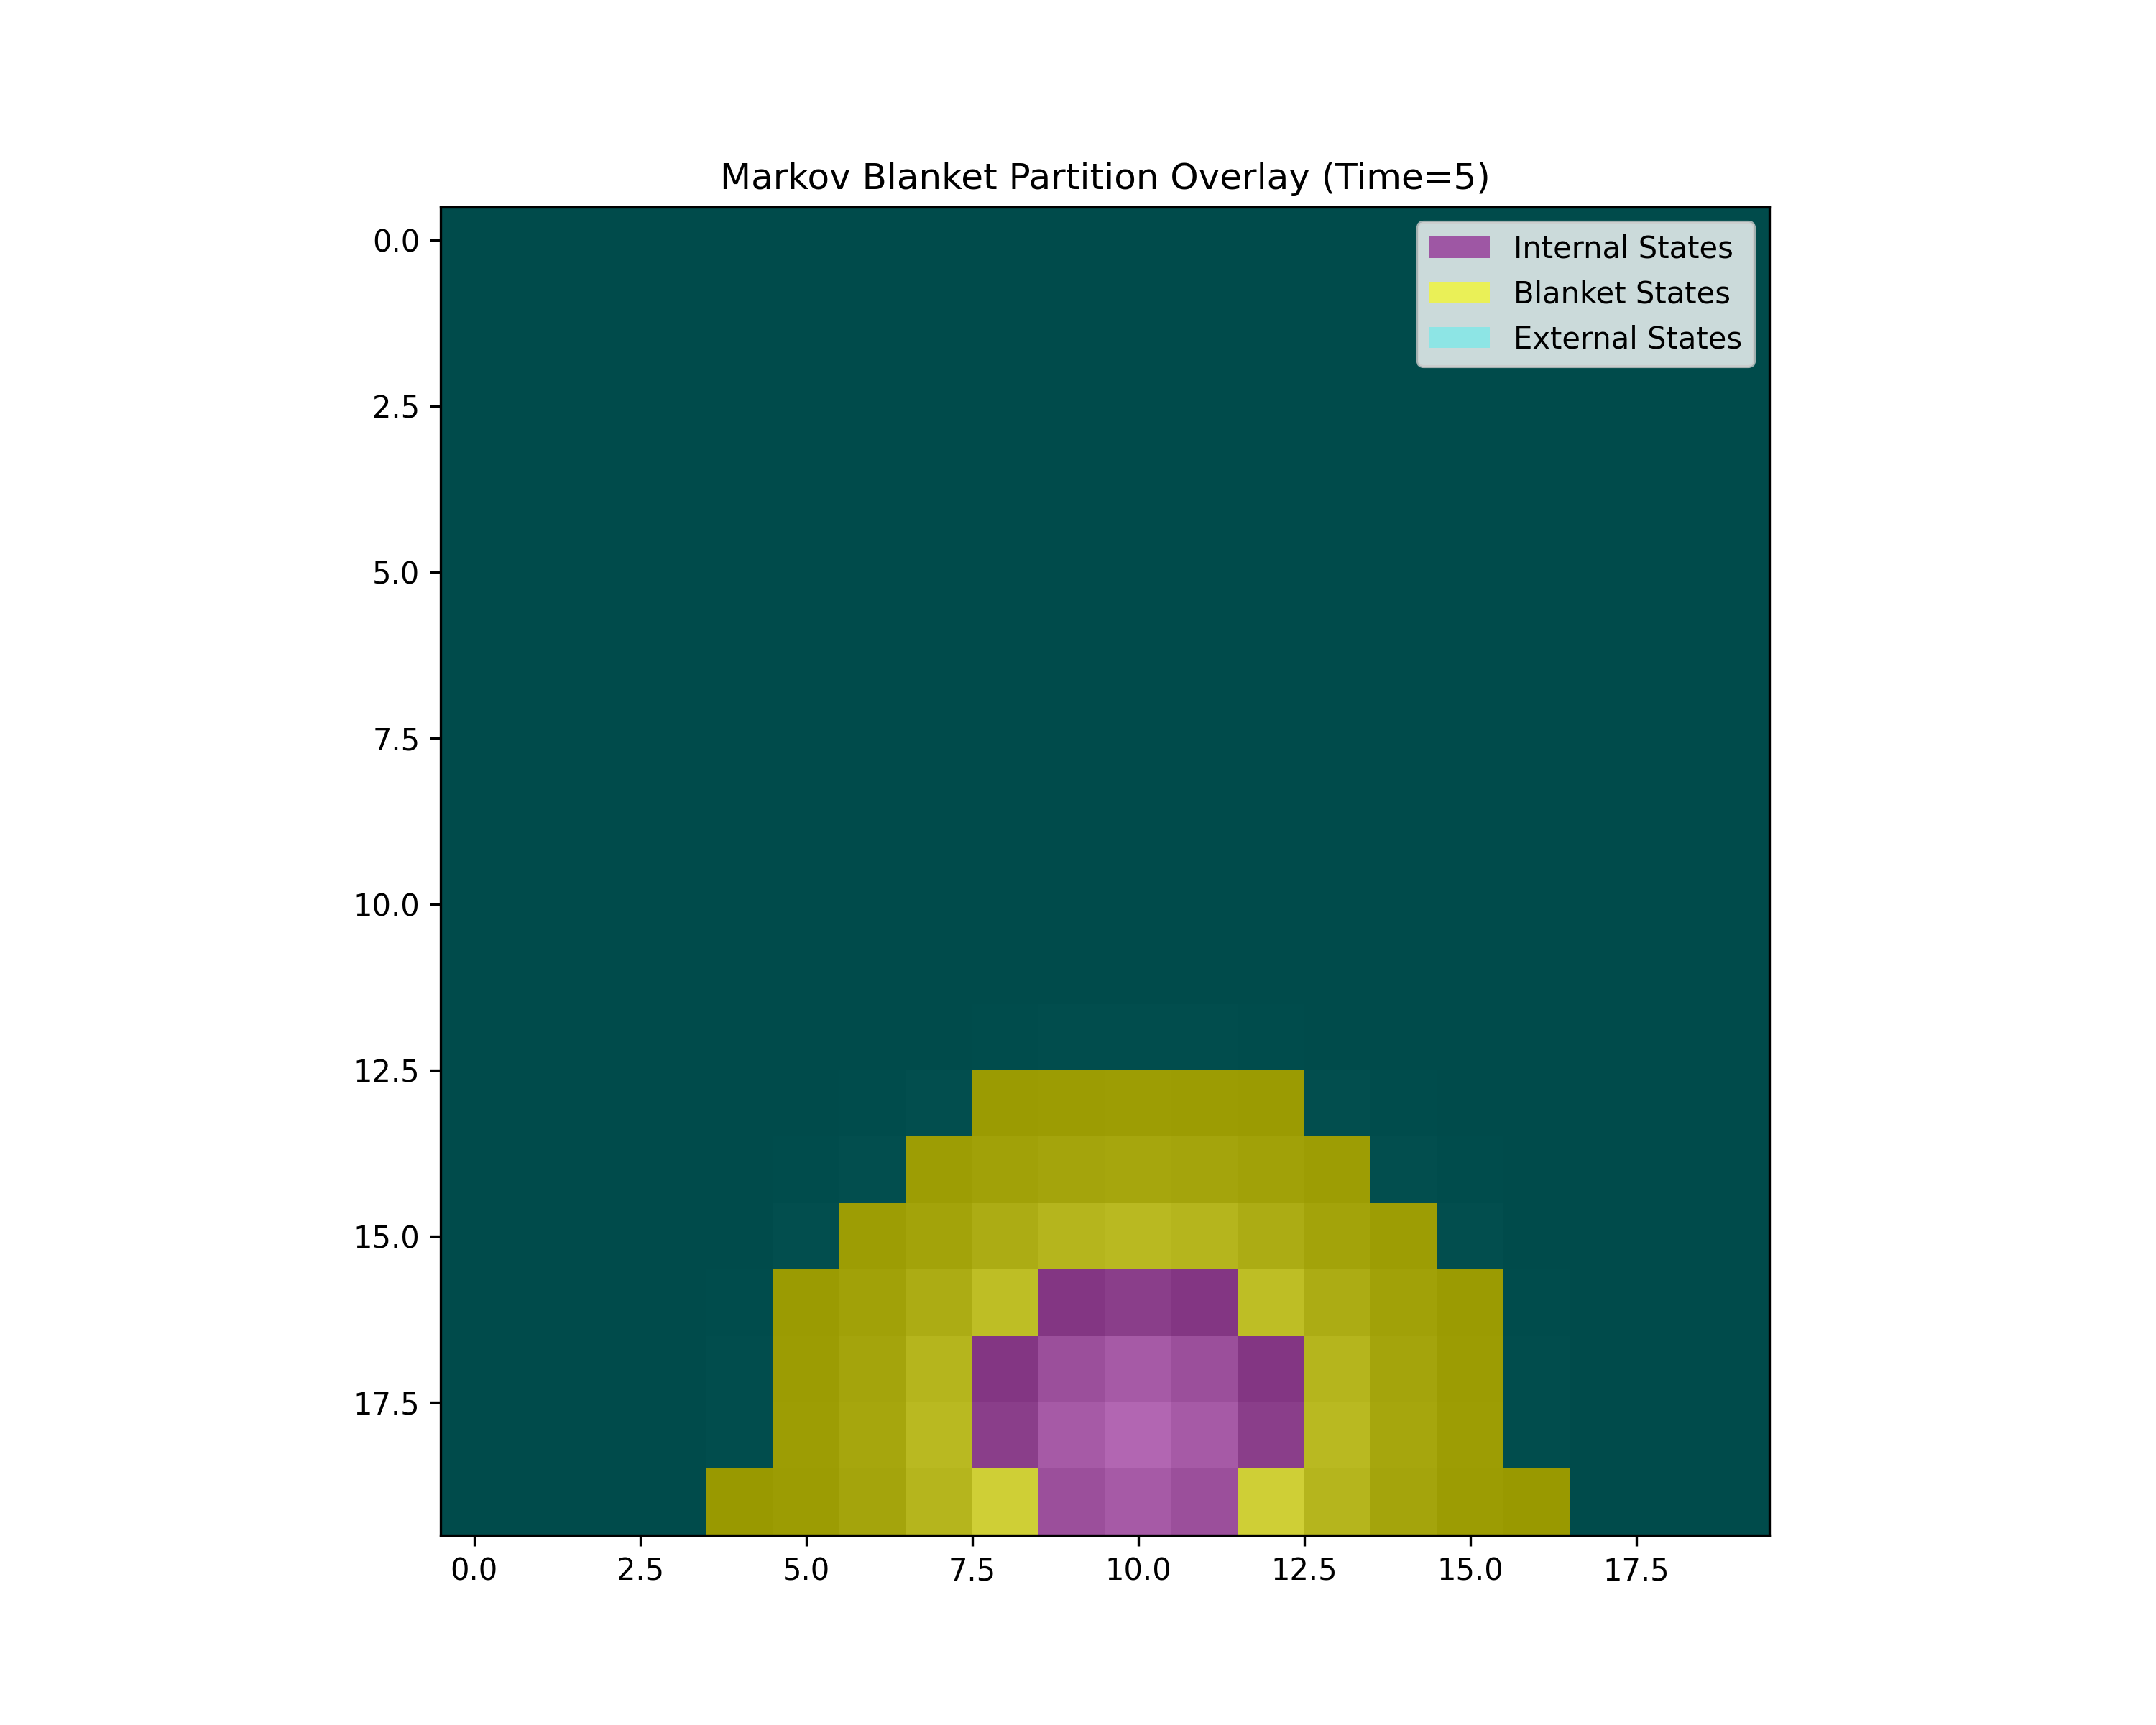 Markov Blanket Partition Overlay (Time=5)
Internal States
Blanket States
External States
0.0
2.5
5.0
7.5
10.0
12.5
15.0
17.5
0.0 2.5 5.0 7.5 10.0 12.5 15.0 17.5